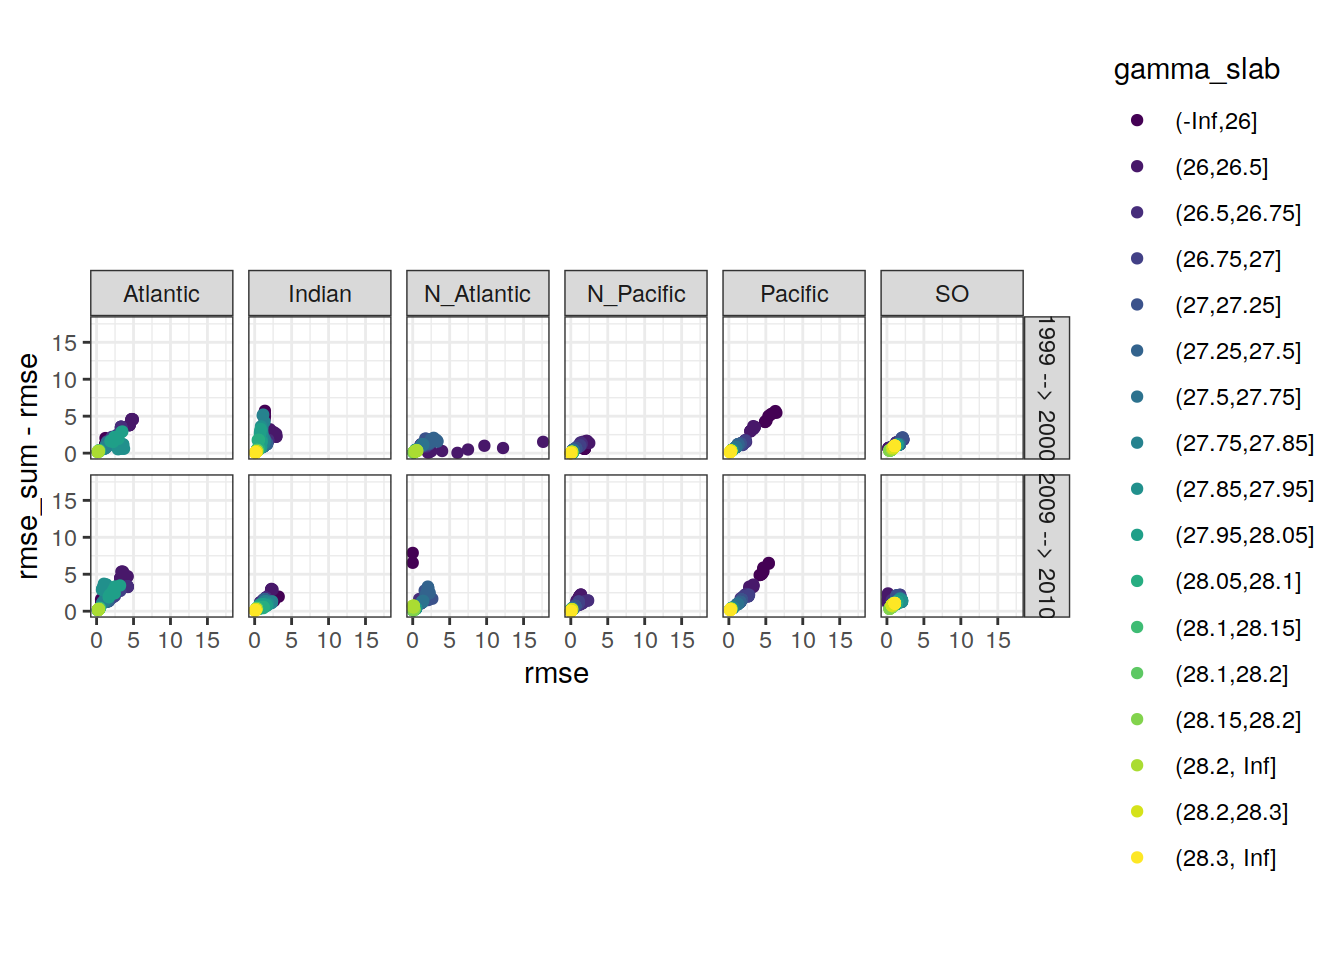 gamma_slab
(-Inf,26]
(26,26.5]
(26.5,26.75]
(26.75,27]
(27,27.25]
(27.25,27.5]
(27.5,27.75]
(27.75,27.85]
(27.85,27.95]
(27.95,28.05]
(28.05,28.1]
(28.1,28.15]
(28.1,28.2]
(28.15,28.2]
(28.2, Inf]
(28.2,28.3]
(28.3, Inf]
Atlantic Indian N_Atlantic N_Pacific Pacific SO
rmse_sum - rmse
15
10
5
0
1999 --> 2000
15
10
5
0
2009 --> 2010
0 5 10 15 0 5 10 15 0 5 10 15 0 5 10 15 0 5 10 15 0 5 10 15
rmse